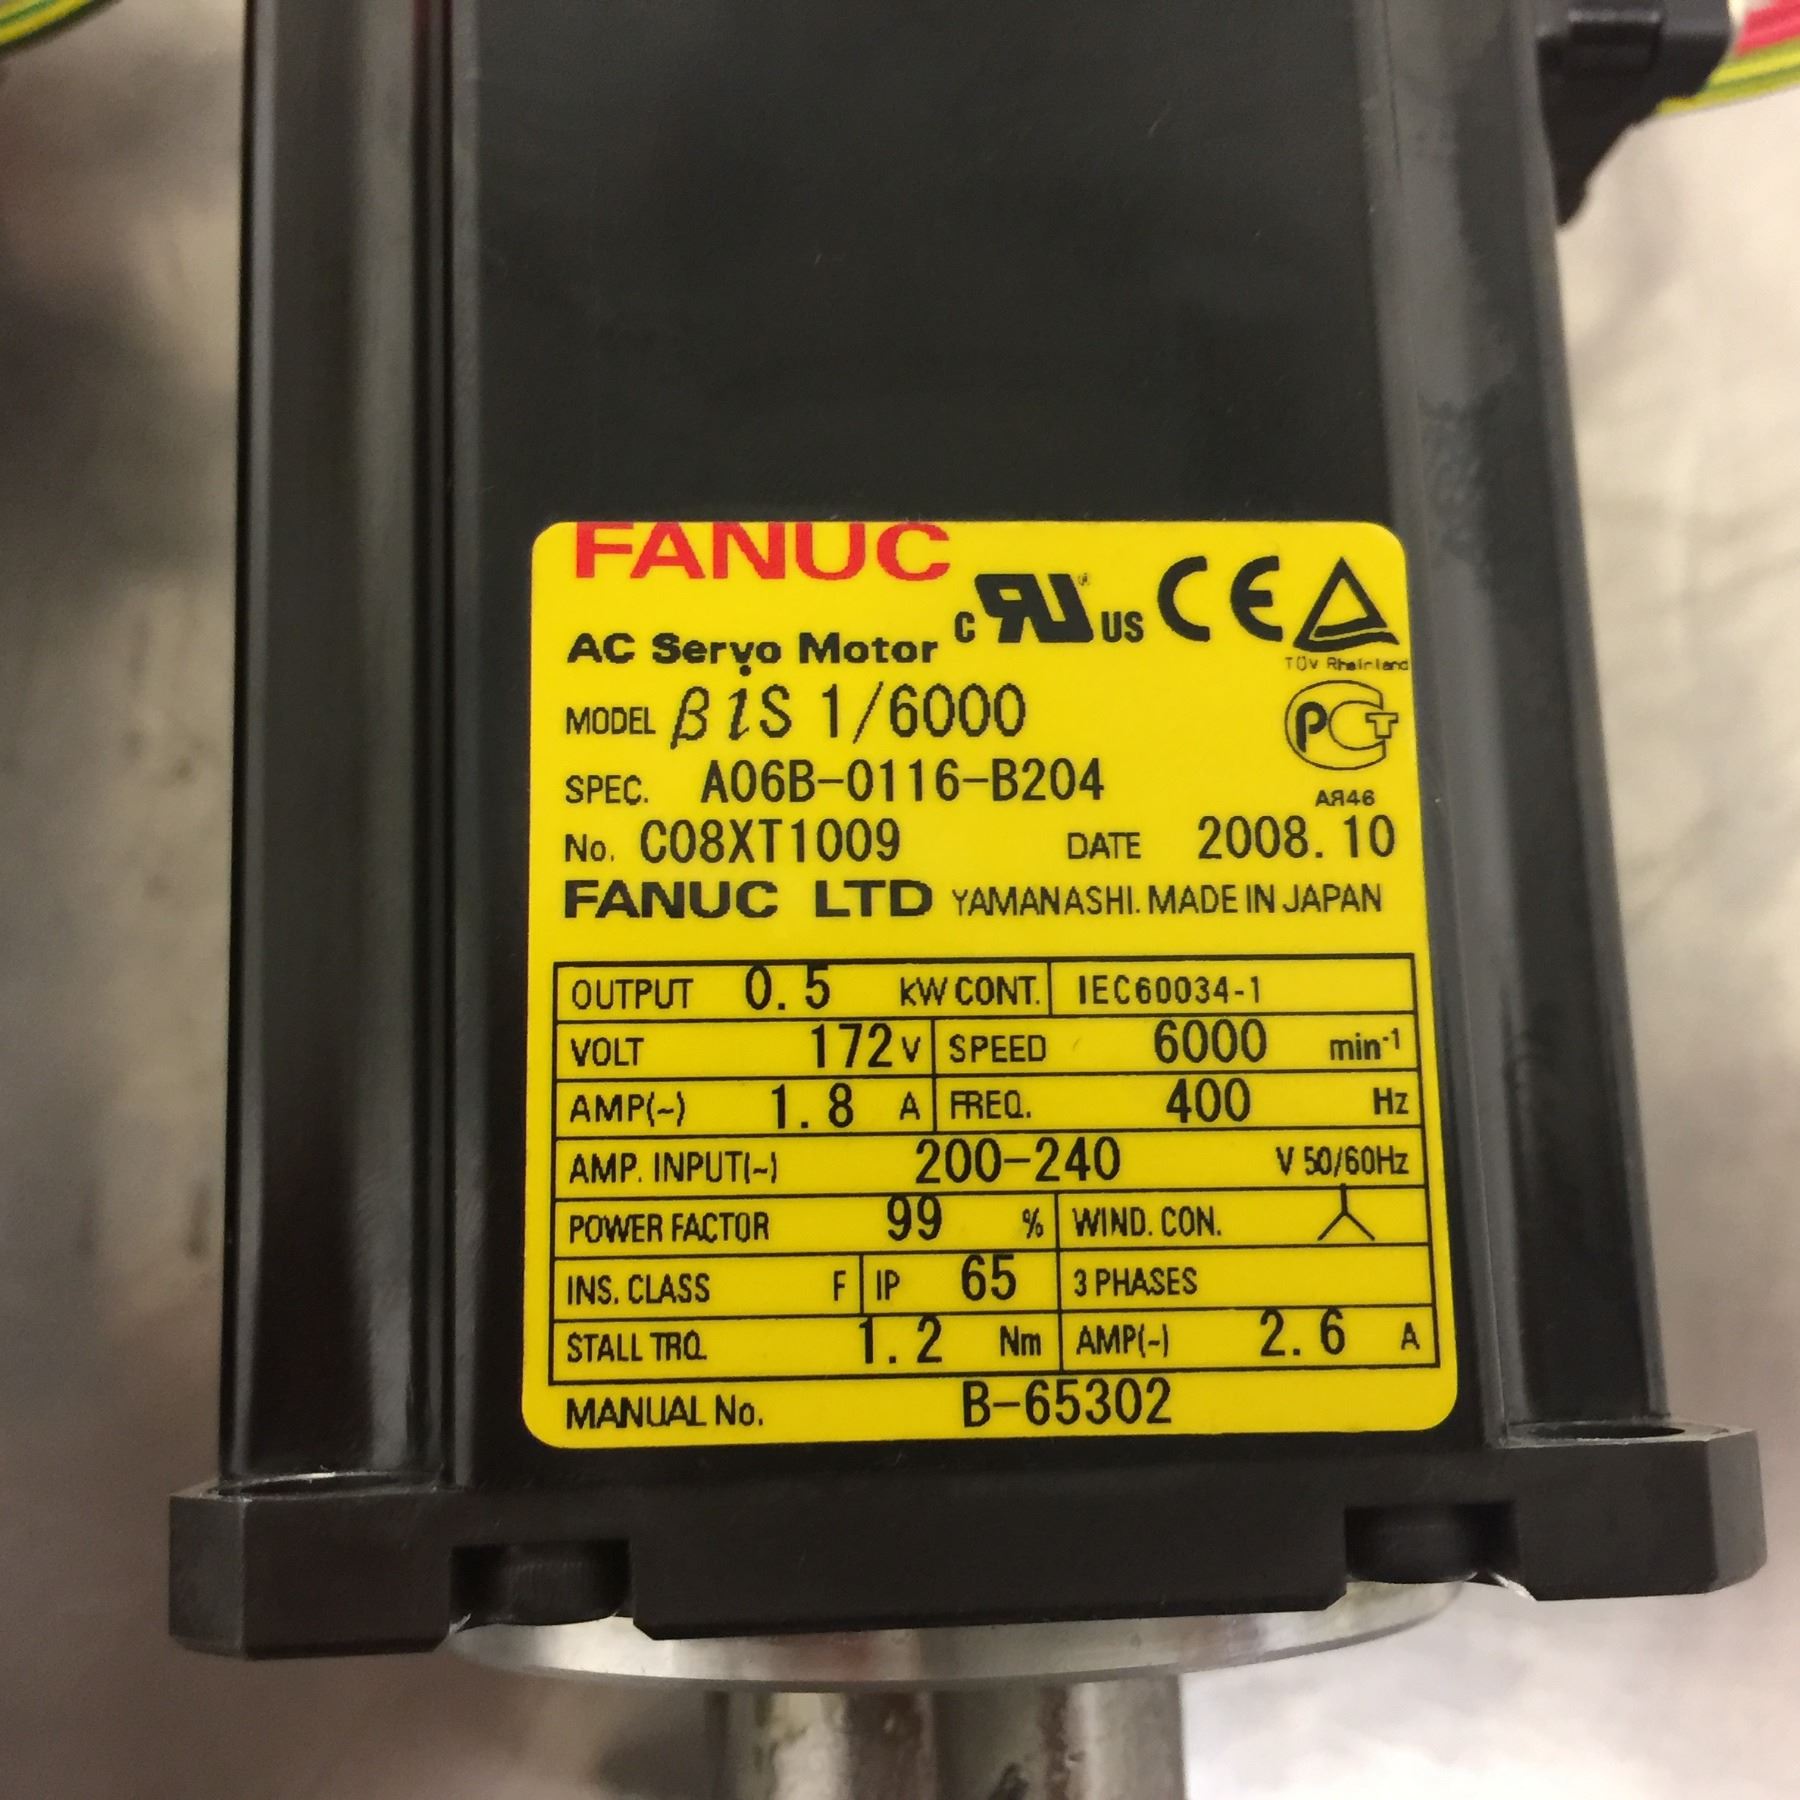 FANUC
c RU ® US CE
TÜV Rheinland
AC Servo Motor
MODEL βiS 1/6000
PCT
SPEC. A06B-0116-B204
АЯ46
No. C08XT1009 DATE 2008.10
FANUC LTD YAMANASHI. MADE IN JAPAN
OUTPUT 0.5 kW CONT. IEC60034-1
VOLT 172 V SPEED 6000 min-1
AMP(~) 1.8 A FREQ. 400 Hz
AMP. INPUT(~) 200-240 V 50/60Hz
POWER FACTOR 99 % WIND. CON.
INS. CLASS F IP 65 3 PHASES
STALL TRQ. 1.2 Nm AMP(~) 2.6 A
MANUAL No. B-65302